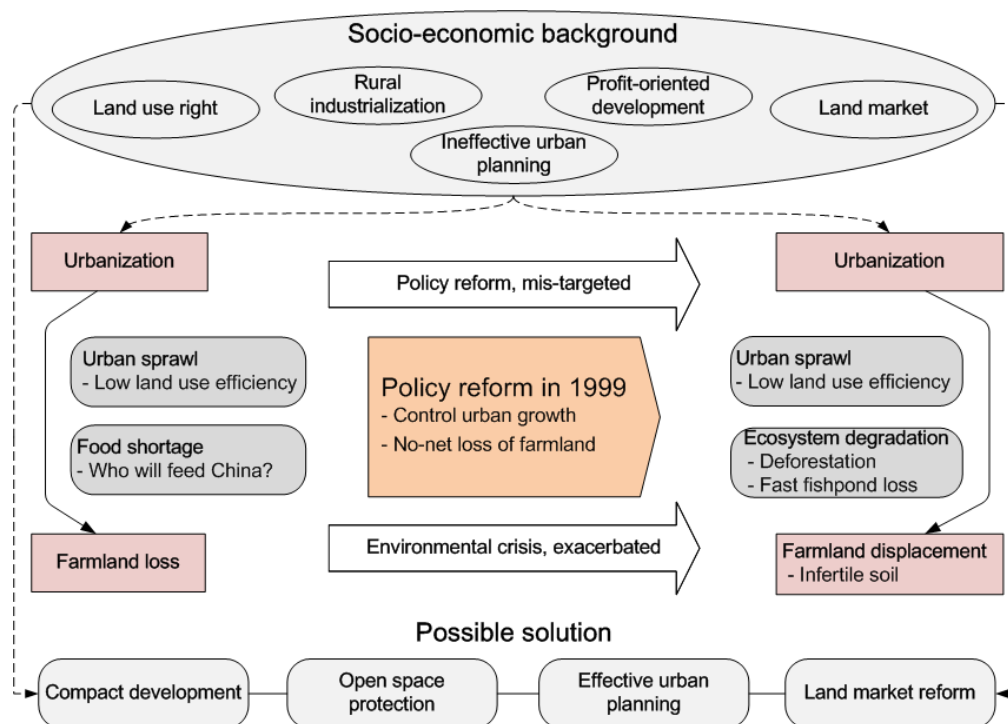 Socio-economic background
Land use right
Rural
industrialization
Profit-oriented
development
Land market
Ineffective urban
planning
Urbanization
Policy reform, mis-targeted
Urbanization
Urban sprawl
- Low land use efficiency
Food shortage
- Who will feed China?
Policy reform in 1999
- Control urban growth
- No-net loss of farmland
Urban sprawl
- Low land use efficiency
Ecosystem degradation
- Deforestation
- Fast fishpond loss
Farmland loss
Environmental crisis, exacerbated
Farmland displacement
- Infertile soil
Possible solution
Compact development
Open space
protection
Effective urban
planning
Land market reform